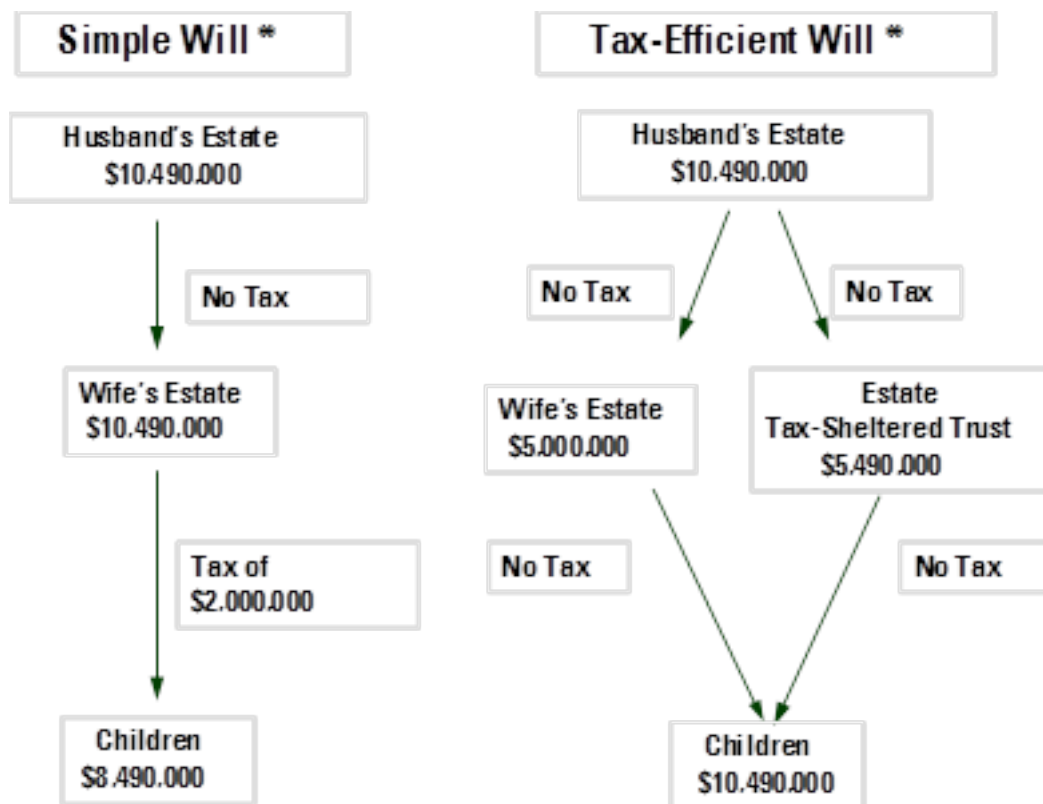 Simple Will *
Husband's Estate
$10.490.000
No Tax
Wife's Estate
$10.490.000
Tax of
$2.000.000
Children
$8.490.000
Tax-Efficient Will *
Husband's Estate
$10.490.000
No Tax
No Tax
Wife's Estate
$5.000.000
Estate
Tax-Sheltered Trust
$5.490.000
No Tax
No Tax
Children
$10.490.000